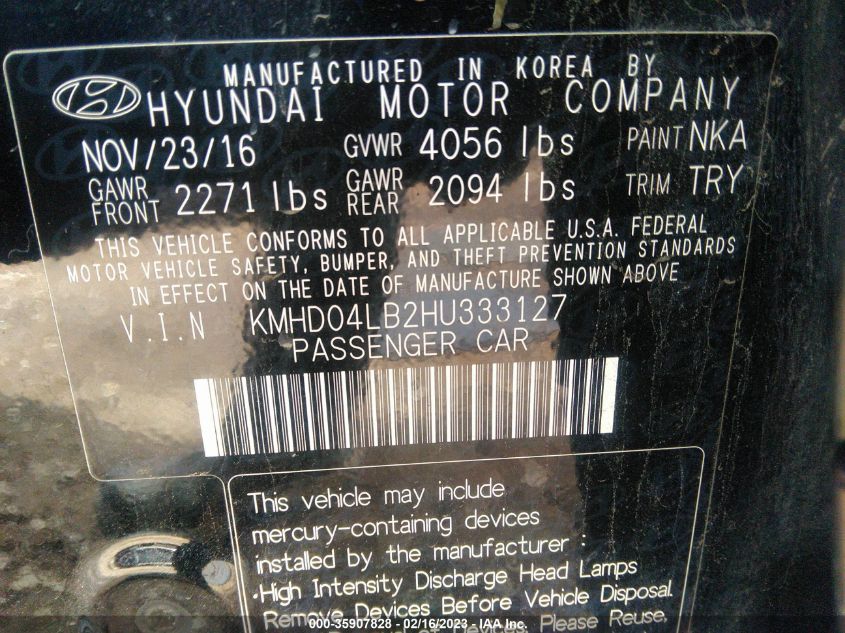 MANUFACTURED IN KOREA BY
HYUNDAI MOTOR COMPANY
NOV/23/16 GVWR 4056 lbs PAINT NKA
GAWR FRONT 2271 lbs GAWR REAR 2094 lbs TRIM TRY
THIS VEHICLE CONFORMS TO ALL APPLICABLE U.S.A. FEDERAL
MOTOR VEHICLE SAFETY, BUMPER, AND THEFT PREVENTION STANDARDS
IN EFFECT ON THE DATE OF MANUFACTURE SHOWN ABOVE
V.I.N KMHD04LB2HU333127
PASSENGER CAR
This vehicle may include
mercury-containing devices
installed by the manufacturer :
·High Intensity Discharge Head Lamps
Remove Devices Before Vehicle Disposal.
of Devices, Please Reuse,
000-35907828 - 02/16/2023 - IAA Inc.